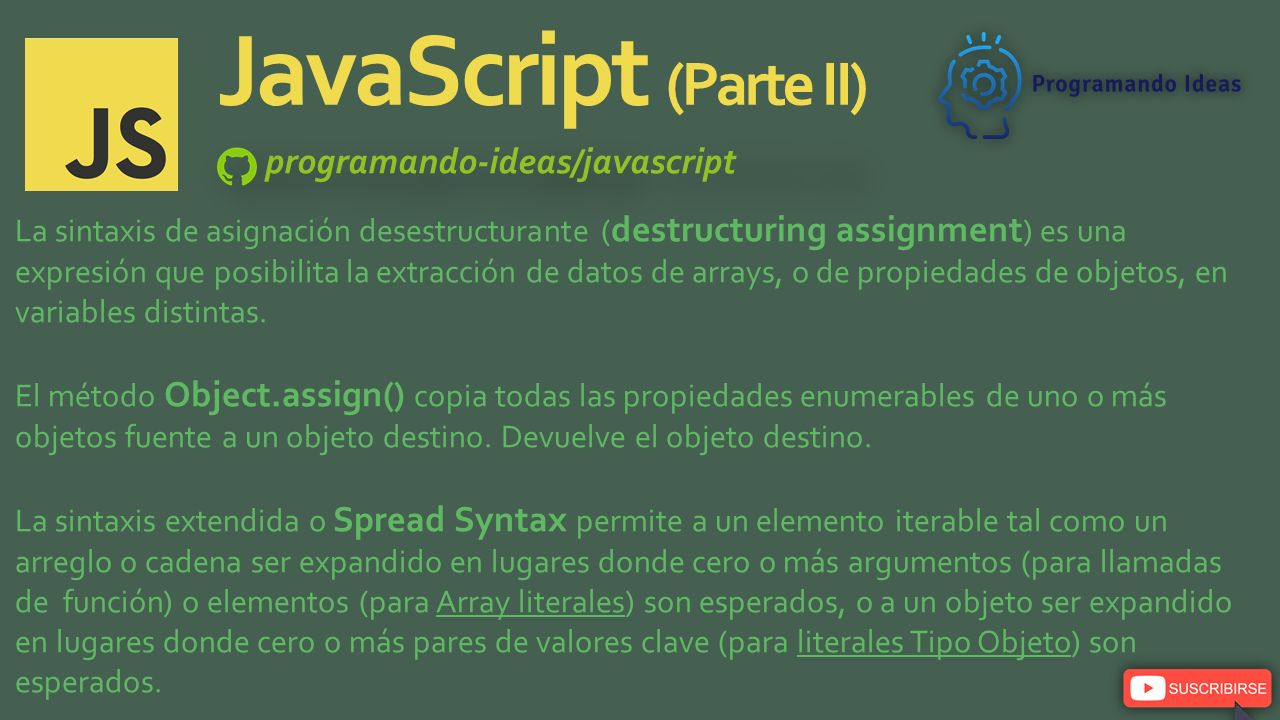 JS
JavaScript (Parte II)
Programando Ideas
programando-ideas/javascript
La sintaxis de asignación desestructurante (destructuring assignment) es una
expresión que posibilita la extracción de datos de arrays, o de propiedades de objetos, en
variables distintas.
El método Object.assign() copia todas las propiedades enumerables de uno o más
objetos fuente a un objeto destino. Devuelve el objeto destino.
La sintaxis extendida o Spread Syntax permite a un elemento iterable tal como un
arreglo o cadena ser expandido en lugares donde cero o más argumentos (para llamadas
de función) o elementos (para Array literales) son esperados, o a un objeto ser expandido
en lugares donde cero o más pares de valores clave (para literales Tipo Objeto) son
esperados.
SUSCRIBIRSE